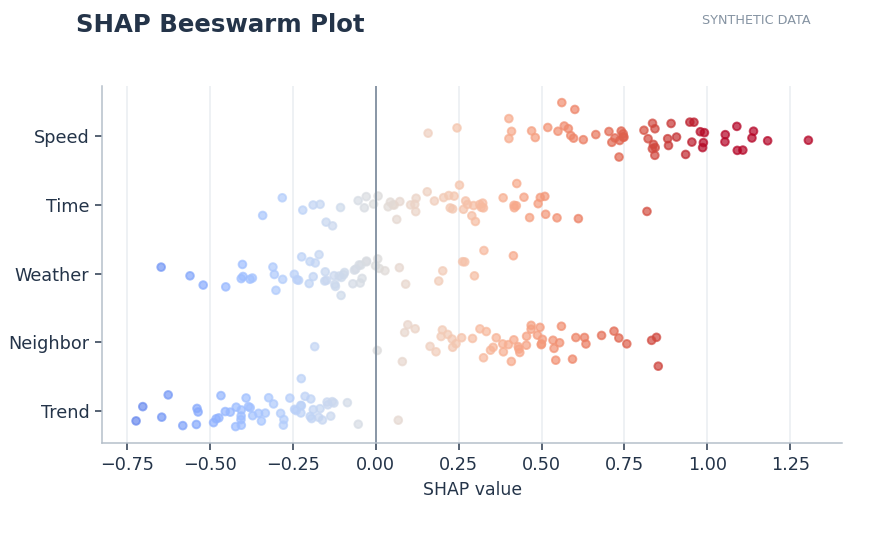 SHAP Beeswarm Plot
SYNTHETIC DATA
Speed
Time
Weather
Neighbor
Trend
−0.75 −0.50 −0.25 0.00 0.25 0.50 0.75 1.00 1.25
SHAP value